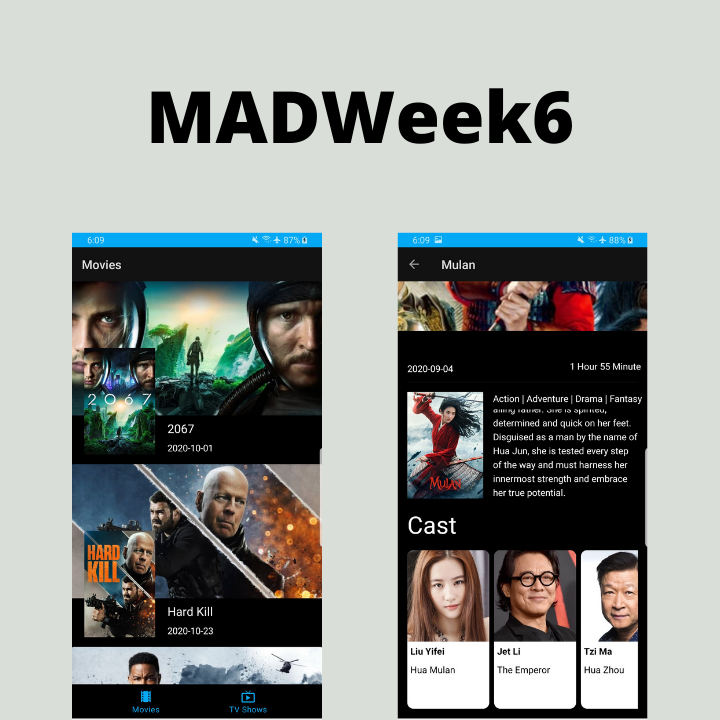 MADWeek6
6:09
87%
Movies
2067
2067
2020-10-01
HARD
KILL
Hard Kill
2020-10-23
Movies
TV Shows
6:09
88%
Mulan
2020-09-04
1 Hour 55 Minute
Action | Adventure | Drama | Fantasy
ailing father. She is spirited,
determined and quick on her feet.
Disguised as a man by the name of
Hua Jun, she is tested every step
of the way and must harness her
innermost strength and embrace
her true potential.
MULAN
Cast
Liu Yifei
Hua Mulan
Jet Li
The Emperor
Tzi Ma
Hua Zhou